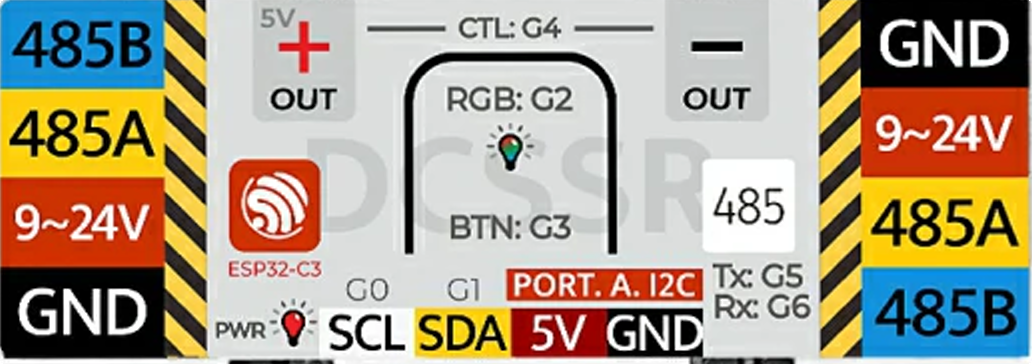 485B
485A
9~24V
GND
5V
+
OUT
CTL: G4
RGB: G2
BTN: G3
DCSSR
−
OUT
ESP32-C3
485
Tx: G5
Rx: G6
G0
G1
PORT. A. I2C
PWR
SCL
SDA
5V
GND
GND
9~24V
485A
485B